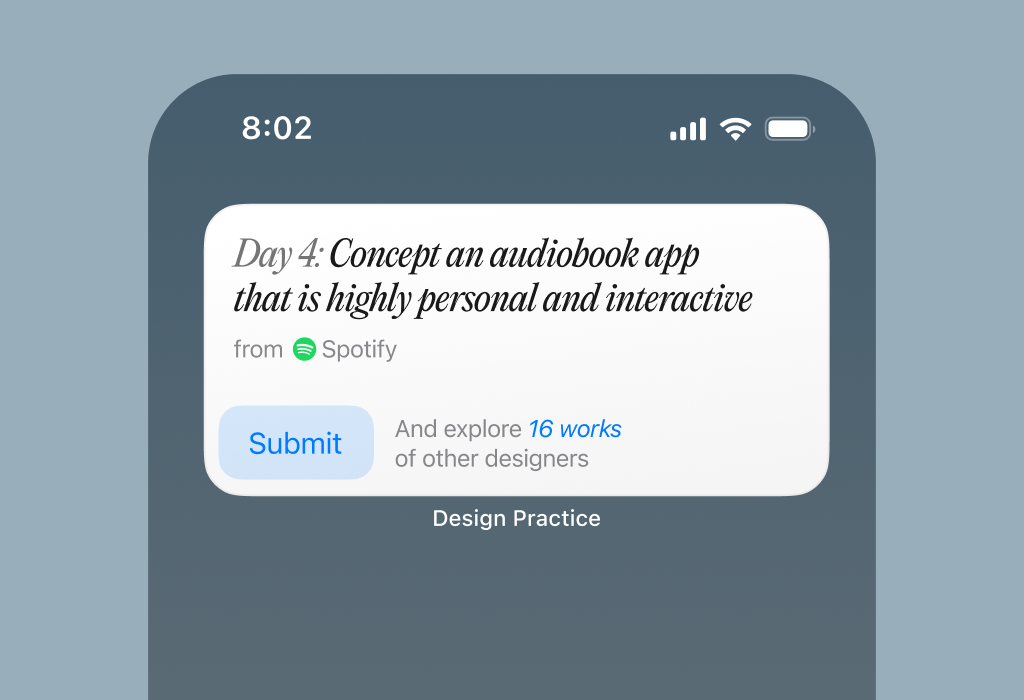 8:02
Day 4: Concept an audiobook app
that is highly personal and interactive
from Spotify
Submit
And explore 16 works
of other designers
Design Practice